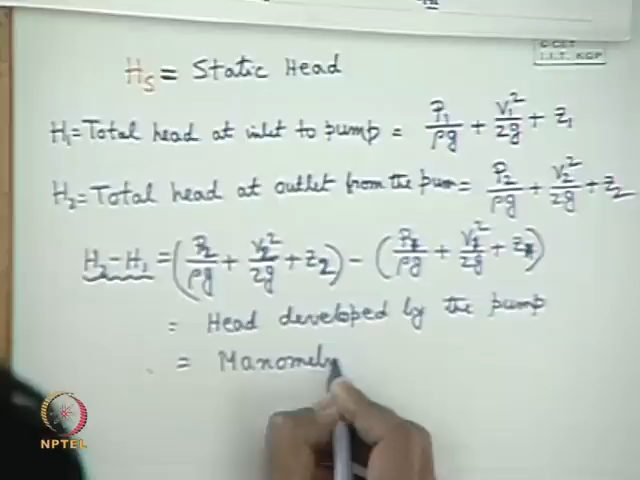 C CET
I.I.T. KGP
Hs = Static Head
H₁ = Total head at inlet to pump = P₁/ρg + V₁²/2g + Z₁
H₂ = Total head at outlet from the pum = P₂/ρg + V₂²/2g + Z₂
H₂ - H₁ = (P₂/ρg + V₂²/2g + Z₂) - (P₁/ρg + V₁²/2g + Z₁)
= Head developed by the pump
= Manomet
NPTEL